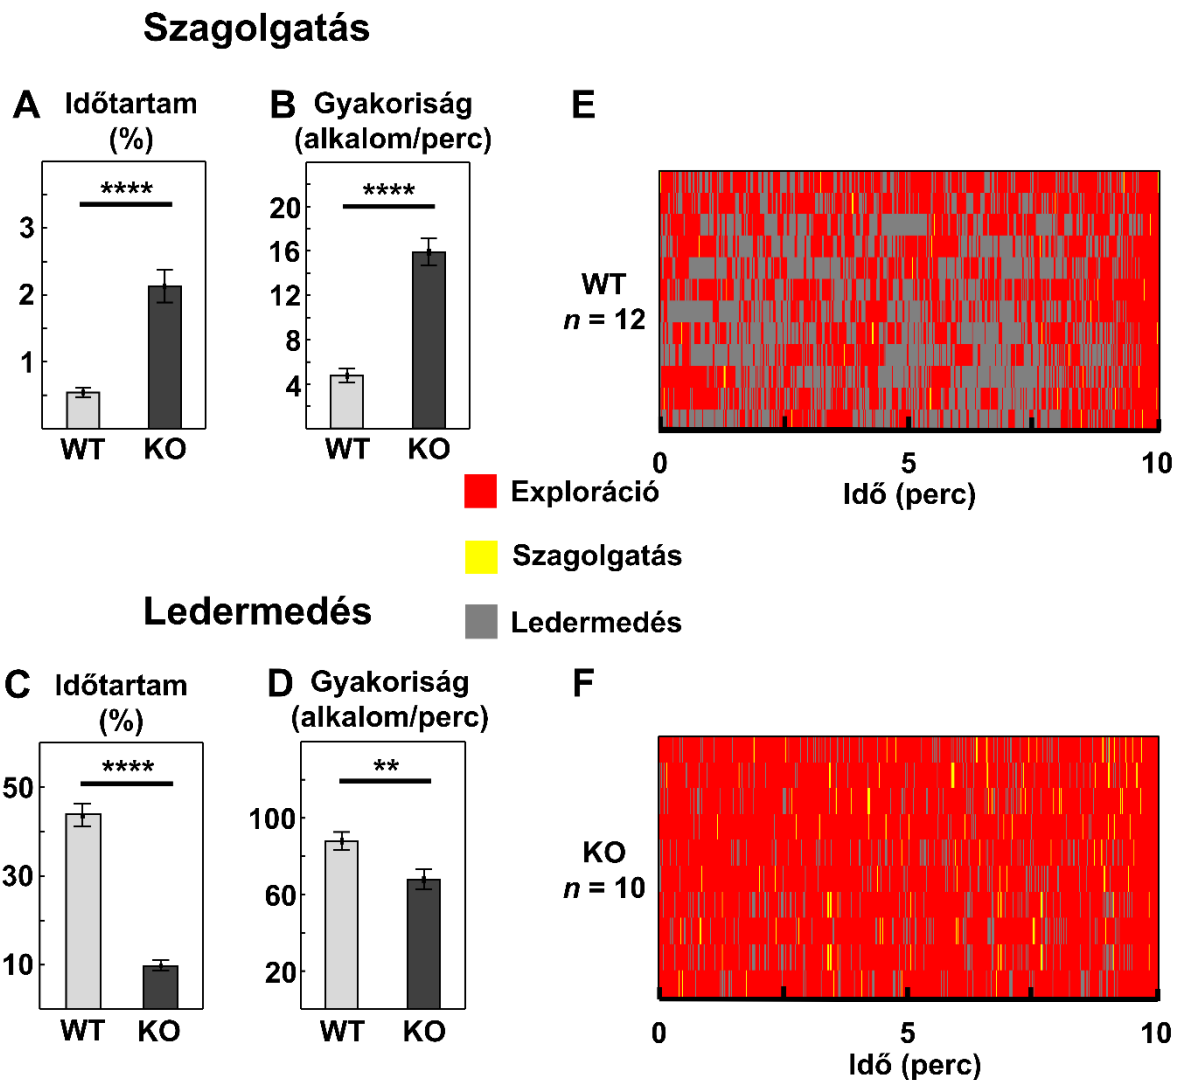 Szagolgatás
A Időtartam
(%)
****
3
2
1
WT KO
B Gyakoriság
(alkalom/perc)
****
20
16
12
8
4
WT KO
E
WT
n = 12
0 5 10
Idő (perc)
Exploráció
Szagolgatás
Ledermedés
Ledermedés
C Időtartam
(%)
****
50
30
10
WT KO
D Gyakoriság
(alkalom/perc)
**
100
60
20
WT KO
F
KO
n = 10
0 5 10
Idő (perc)